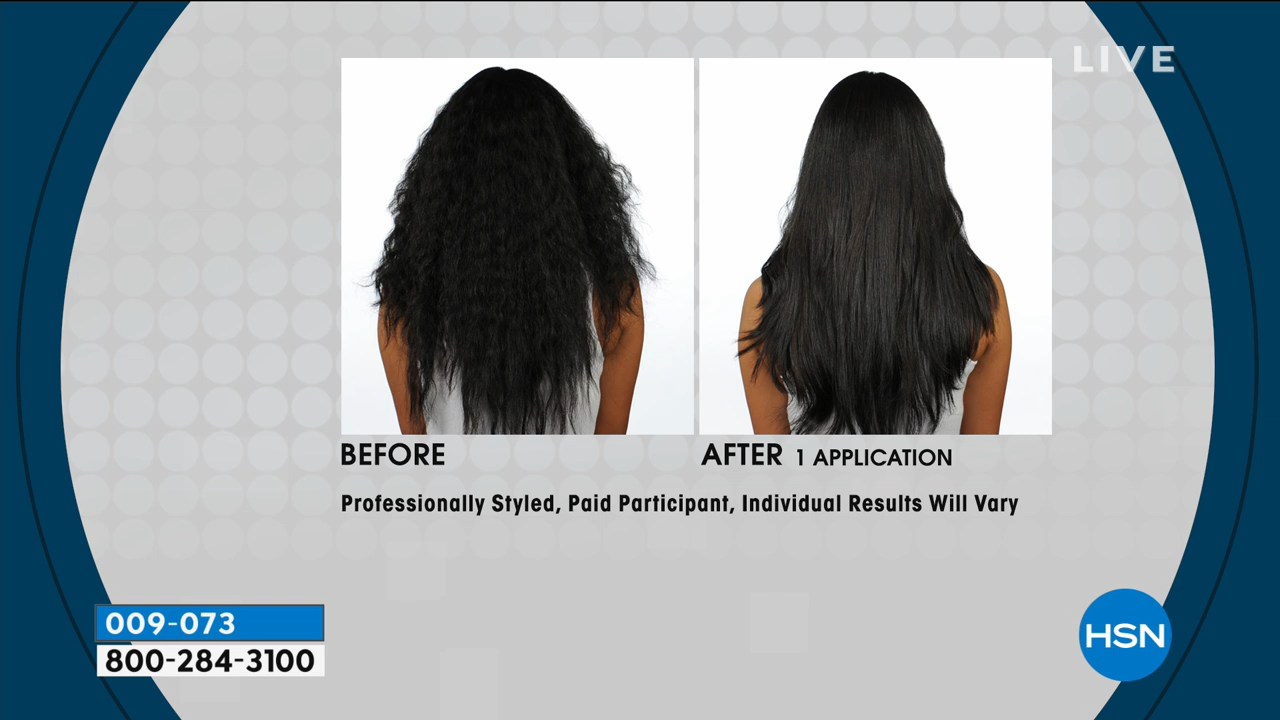 LIVE
BEFORE
AFTER 1 APPLICATION
Professionally Styled, Paid Participant, Individual Results Will Vary
009-073
800-284-3100
HSN